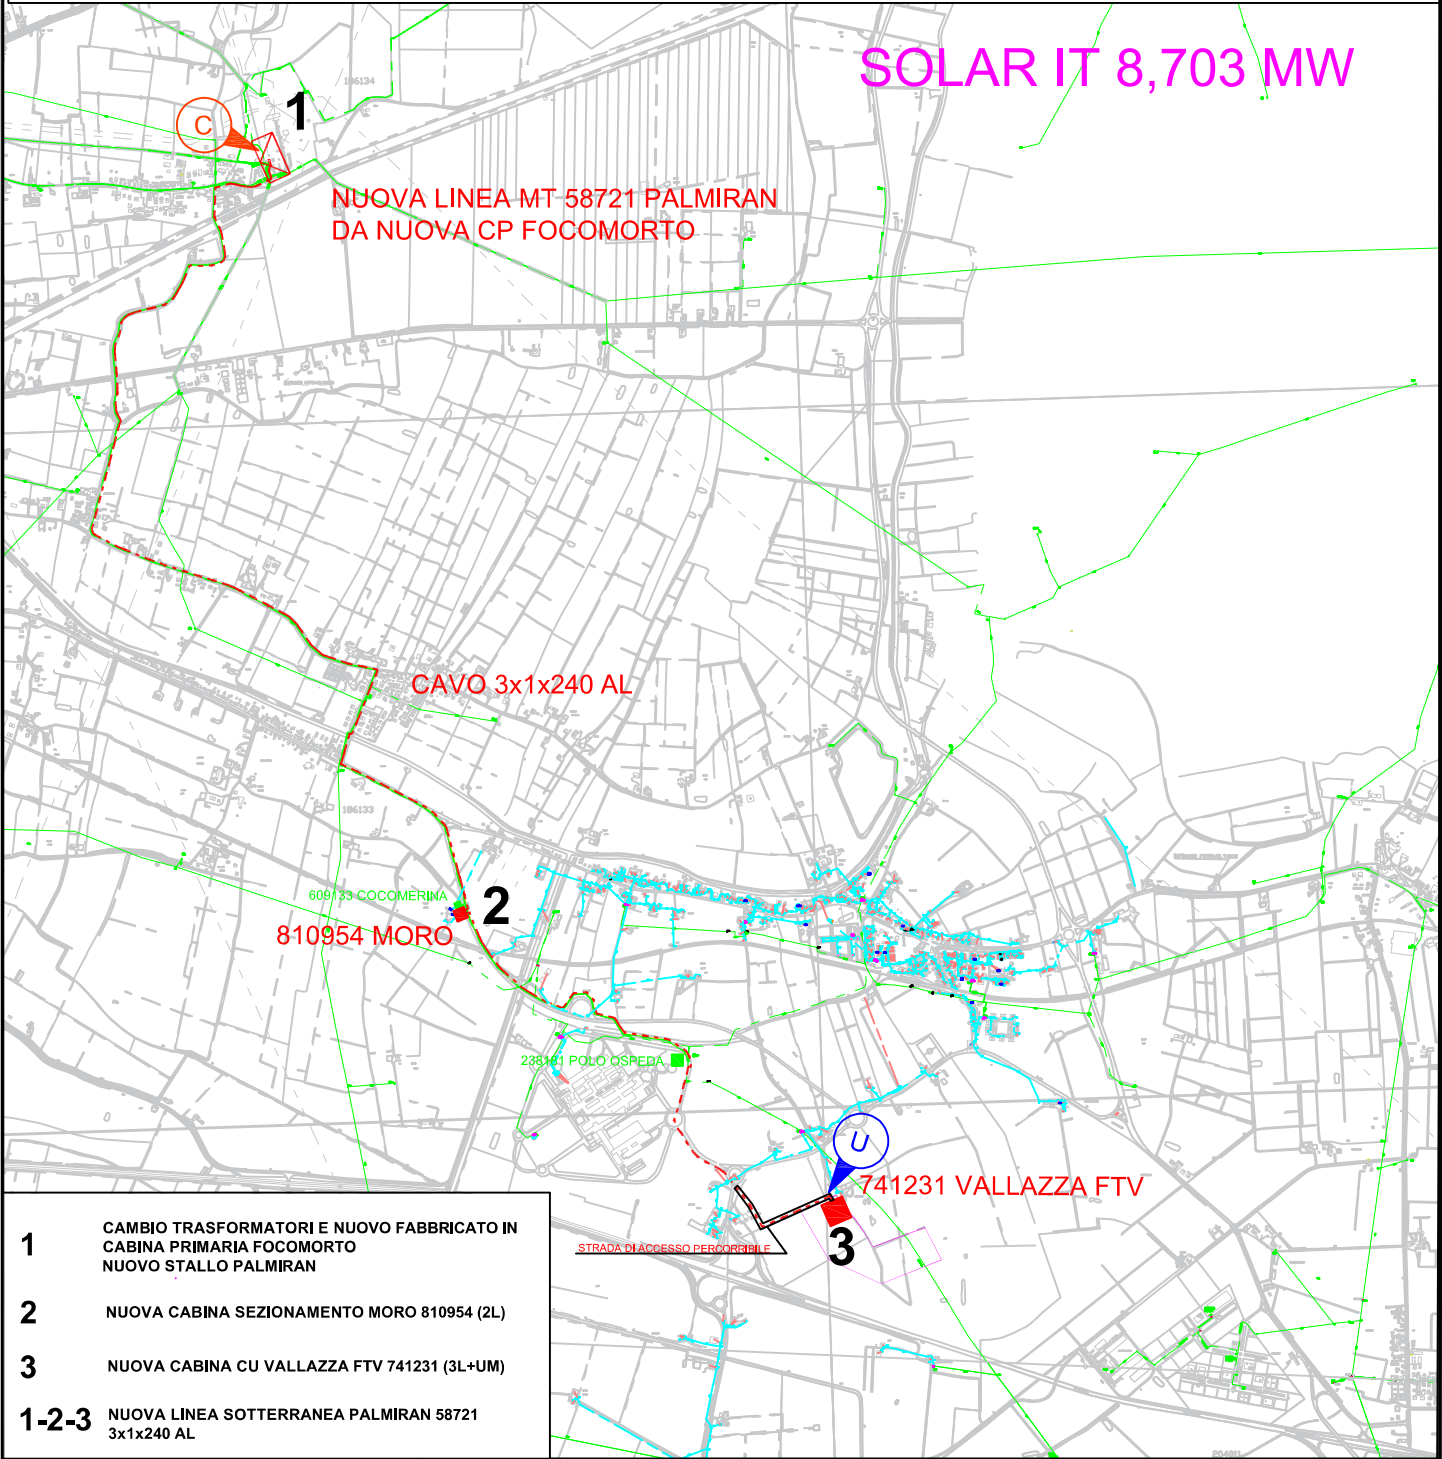 SOLAR IT 8,703 MW
106134
C
1
NUOVA LINEA MT 58721 PALMIRAN
DA NUOVA CP FOCOMORTO
CAVO 3x1x240 AL
106133
609133 COCOMERINA
2
810954 MORO
238181 POLO OSPEDA
U
741231 VALLAZZA FTV
3
STRADA DI ACCESSO PERCORRIBILE
1
CAMBIO TRASFORMATORI E NUOVO FABBRICATO IN
CABINA PRIMARIA FOCOMORTO
NUOVO STALLO PALMIRAN
2
NUOVA CABINA SEZIONAMENTO MORO 810954 (2L)
3
NUOVA CABINA CU VALLAZZA FTV 741231 (3L+UM)
1-2-3
NUOVA LINEA SOTTERRANEA PALMIRAN 58721
3x1x240 AL